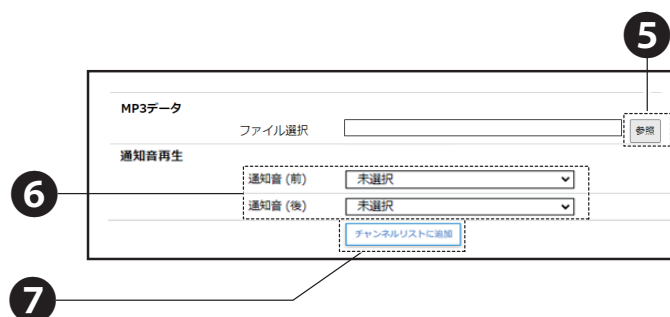 5
MP3データ
ファイル選択
参照
通知音再生
6
通知音 (前)
未選択
通知音 (後)
未選択
チャンネルリストに追加
7